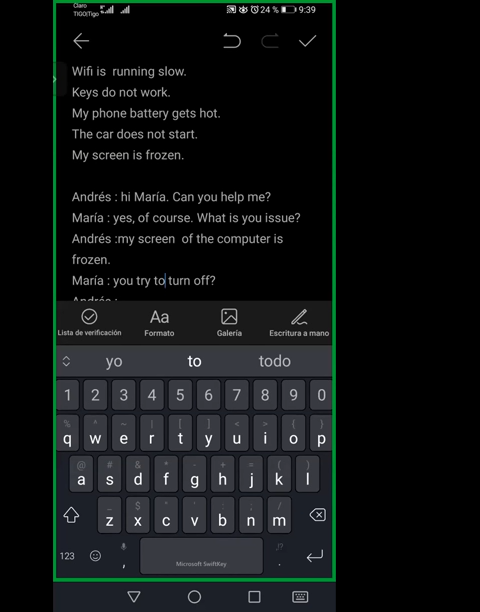 Claro
TIGO|Tigo
24 % 9:39
Wifi is  running slow.
Keys do not work.
My phone battery gets hot.
The car does not start.
My screen is frozen.
Andrés : hi María. Can you help me?
María : yes, of course. What is you issue?
Andrés :my screen  of the computer is
frozen.
María : you try to turn off?
Andrés :
Lista de verificación
Aa
Formato
Galería
Escritura a mano
yo to todo
1 2 3 4 5 6 7 8 9 0
% ^ ~ | [ ] < > { }
q w e r t y u i o p
@ # & * - + = ( )
a s d f g h j k l
_ $ " ' : ; /
z x c v b n m
123 , .
Microsoft SwiftKey